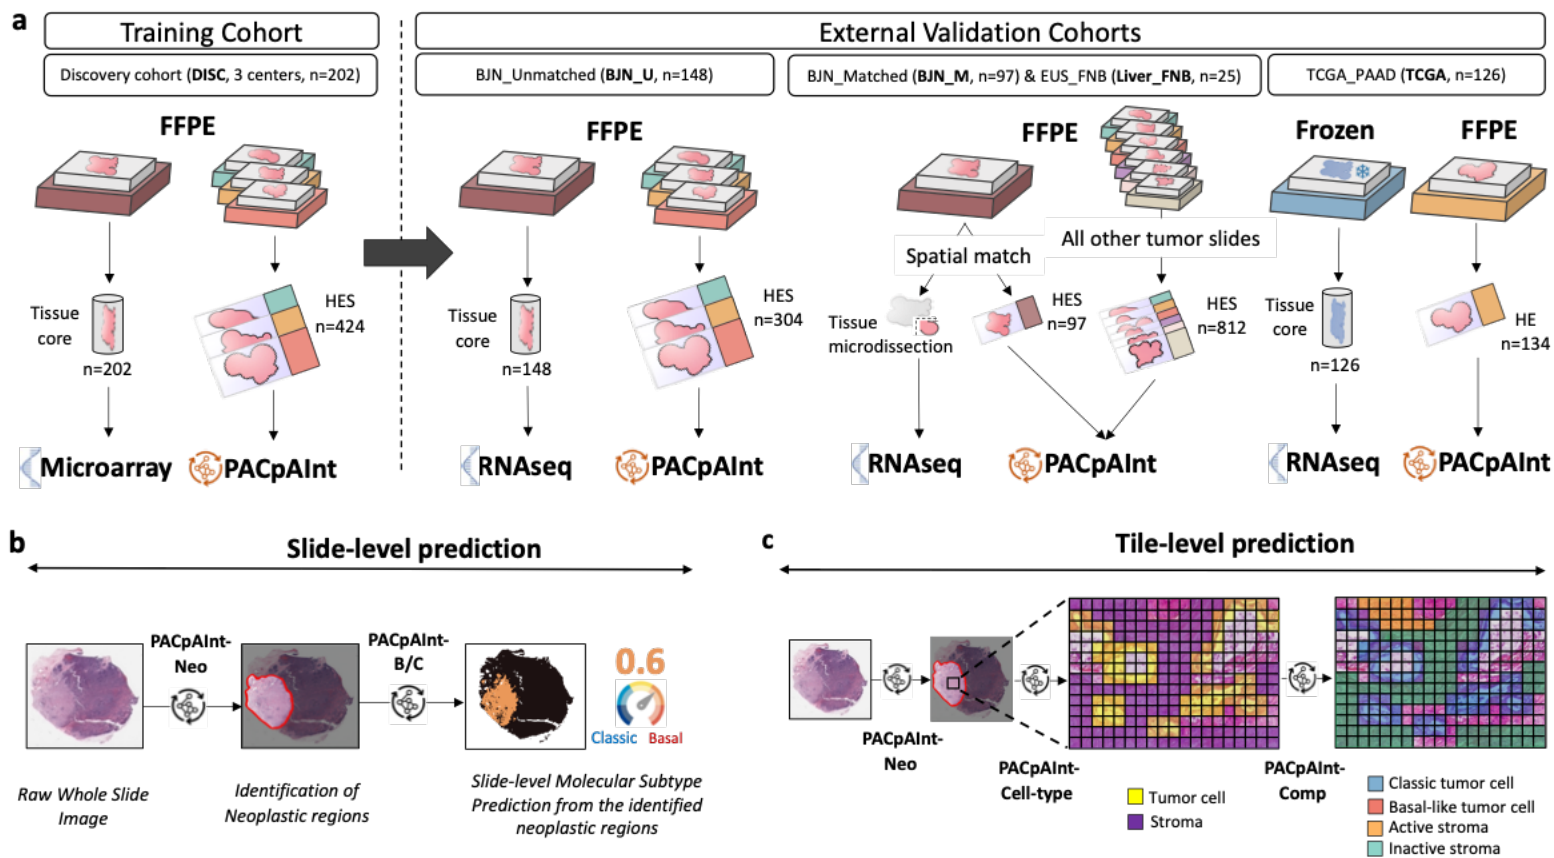 a
Training Cohort
External Validation Cohorts
Discovery cohort (DISC, 3 centers, n=202)
BJN_Unmatched (BJN_U, n=148)
BJN_Matched (BJN_M, n=97) & EUS_FNB (Liver_FNB, n=25)
TCGA_PAAD (TCGA, n=126)
FFPE
FFPE
FFPE
Frozen
FFPE
Spatial match
All other tumor slides
Tissue
core
n=202
HES
n=424
Tissue
core
n=148
HES
n=304
Tissue
microdissection
HES
n=97
HES
n=812
Tissue
core
n=126
HE
n=134
Microarray
PACpAInt
RNAseq
PACpAInt
RNAseq
PACpAInt
RNAseq
PACpAInt
b
Slide-level prediction
PACpAInt-
Neo
PACpAInt-
B/C
0.6
Classic
Basal
Raw Whole Slide
Image
Identification of
Neoplastic regions
Slide-level Molecular Subtype
Prediction from the identified
neoplastic regions
c
Tile-level prediction
PACpAInt-
Neo
PACpAInt-
Cell-type
Tumor cell
Stroma
PACpAInt-
Comp
Classic tumor cell
Basal-like tumor cell
Active stroma
Inactive stroma